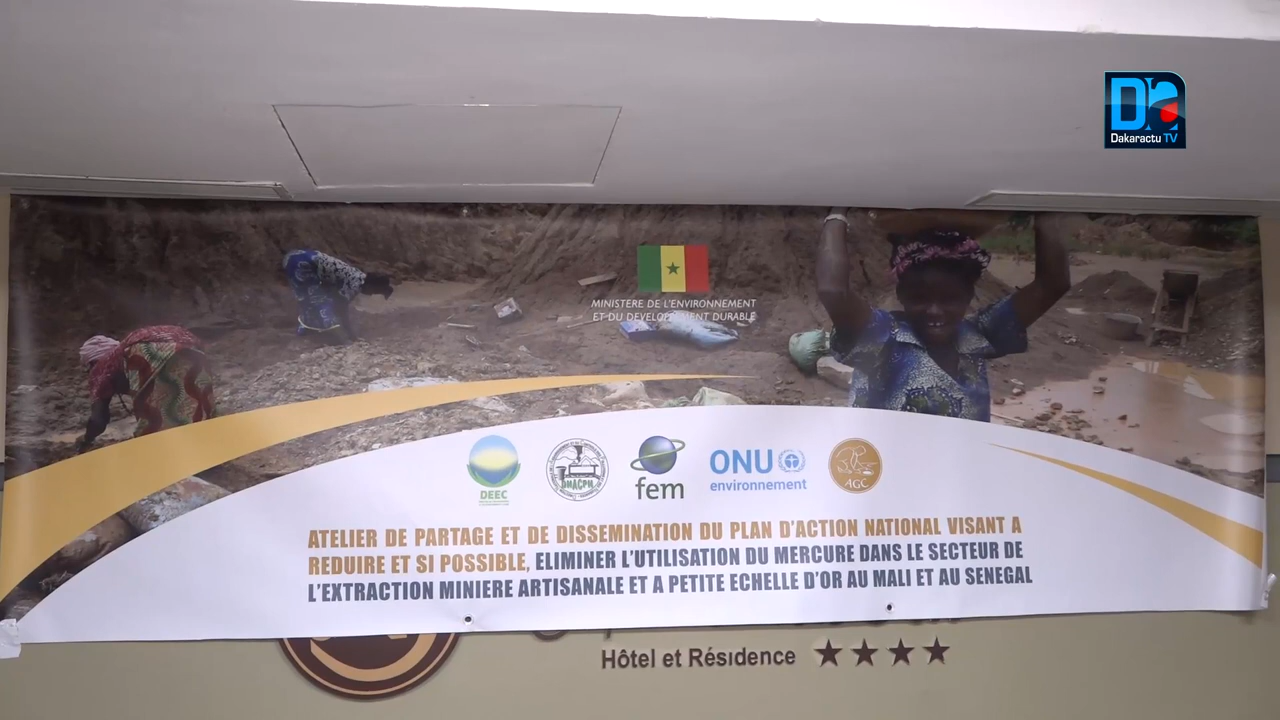 Dakaractu TV
MINISTERE DE L'ENVIRONNEMENT
ET DU DEVELOPPEMENT DURABLE
DEEC
fem
ONU
environnement
AGC
ATELIER DE PARTAGE ET DE DISSEMINATION DU PLAN D'ACTION NATIONAL VISANT A
REDUIRE ET SI POSSIBLE, ELIMINER L'UTILISATION DU MERCURE DANS LE SECTEUR DE
L'EXTRACTION MINIERE ARTISANALE ET A PETITE ECHELLE D'OR AU MALI ET AU SENEGAL
Hôtel et Résidence